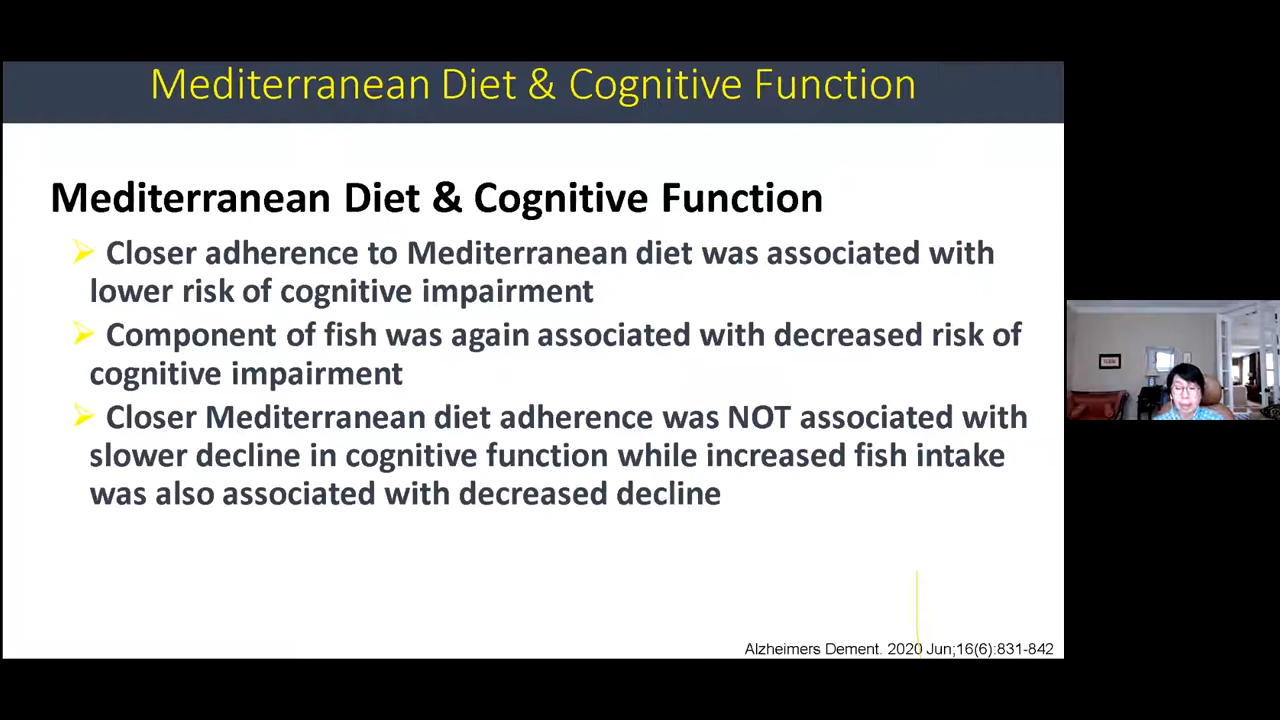 Mediterranean Diet & Cognitive Function
Mediterranean Diet & Cognitive Function
Closer adherence to Mediterranean diet was associated with
lower risk of cognitive impairment
Component of fish was again associated with decreased risk of
cognitive impairment
Closer Mediterranean diet adherence was NOT associated with
slower decline in cognitive function while increased fish intake
was also associated with decreased decline
Alzheimers Dement. 2020 Jun;16(6):831-842